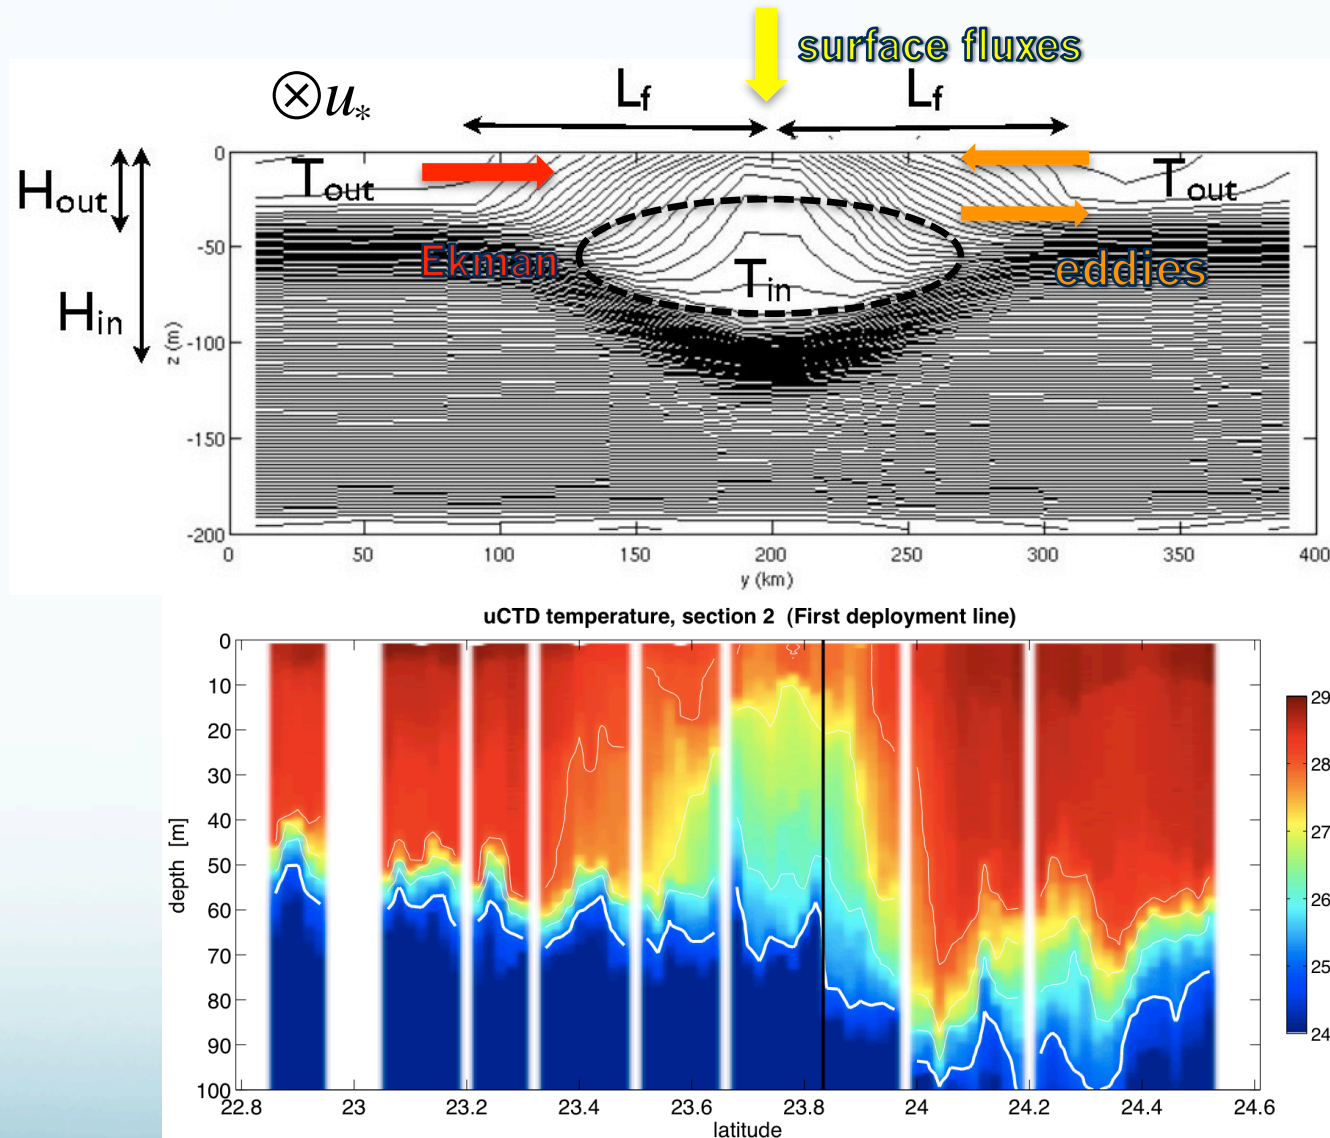 surface fluxes
⊗u*
Lf
Lf
Hout
Hin
Tout
Tout
Ekman
Tin
eddies
0
-50
-100
-150
-200
z (m)
0
50
100
150
200
250
300
350
400
y (km)
uCTD temperature, section 2 (First deployment line)
0
10
20
30
40
50
60
70
80
90
100
depth [m]
22.8
23
23.2
23.4
23.6
23.8
24
24.2
24.4
24.6
latitude
29
28
27
26
25
24